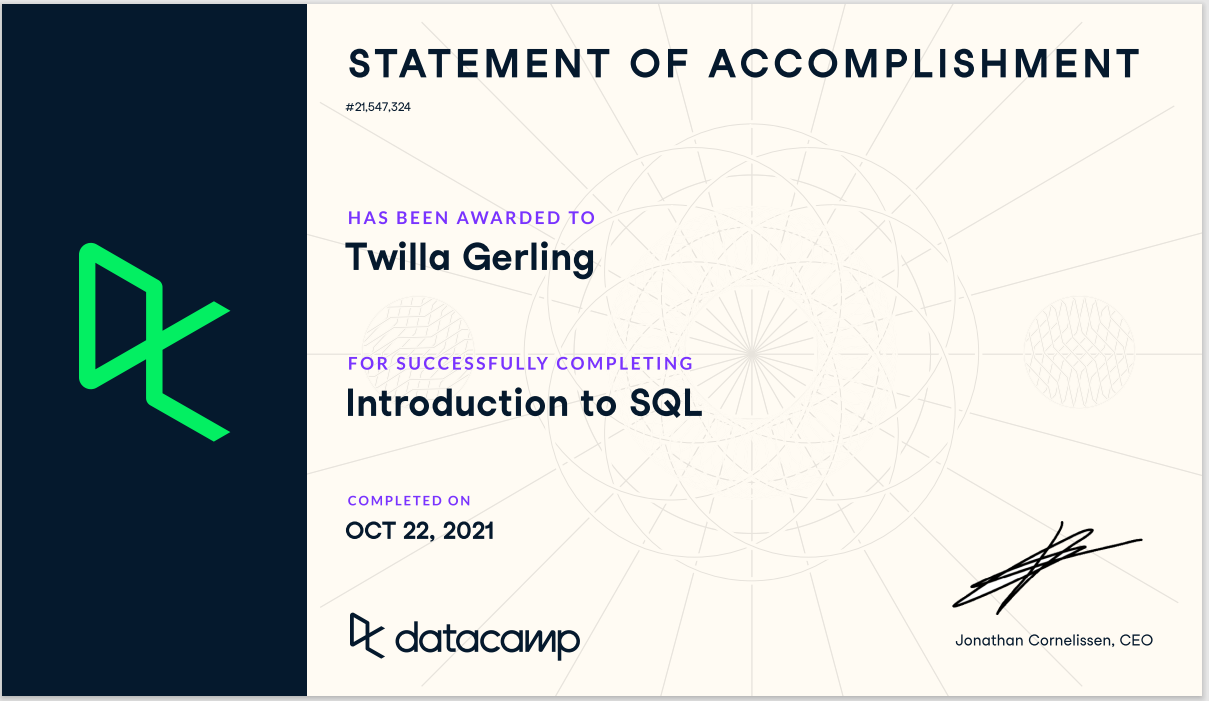 STATEMENT OF ACCOMPLISHMENT
#21,547,324
HAS BEEN AWARDED TO
Twilla Gerling
FOR SUCCESSFULLY COMPLETING
Introduction to SQL
COMPLETED ON
OCT 22, 2021
datacamp
Jonathan Cornelissen, CEO